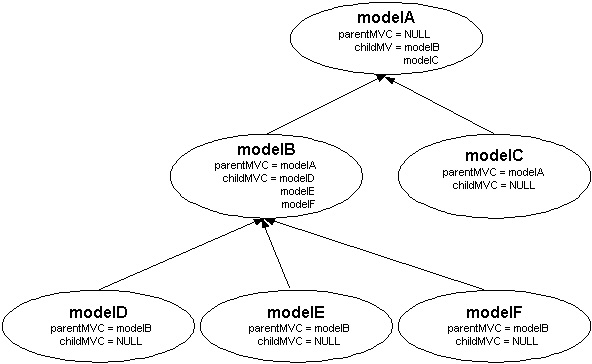 modelA
parentMVC = NULL
childMV = modelB
modelC
modelB
parentMVC = modelA
childMVC = modelD
modelE
modelF
modelC
parentMVC = modelA
childMVC = NULL
modelD
parentMVC = modelB
childMVC = NULL
modelE
parentMVC = modelB
childMVC = NULL
modelF
parentMVC = modelB
childMVC = NULL